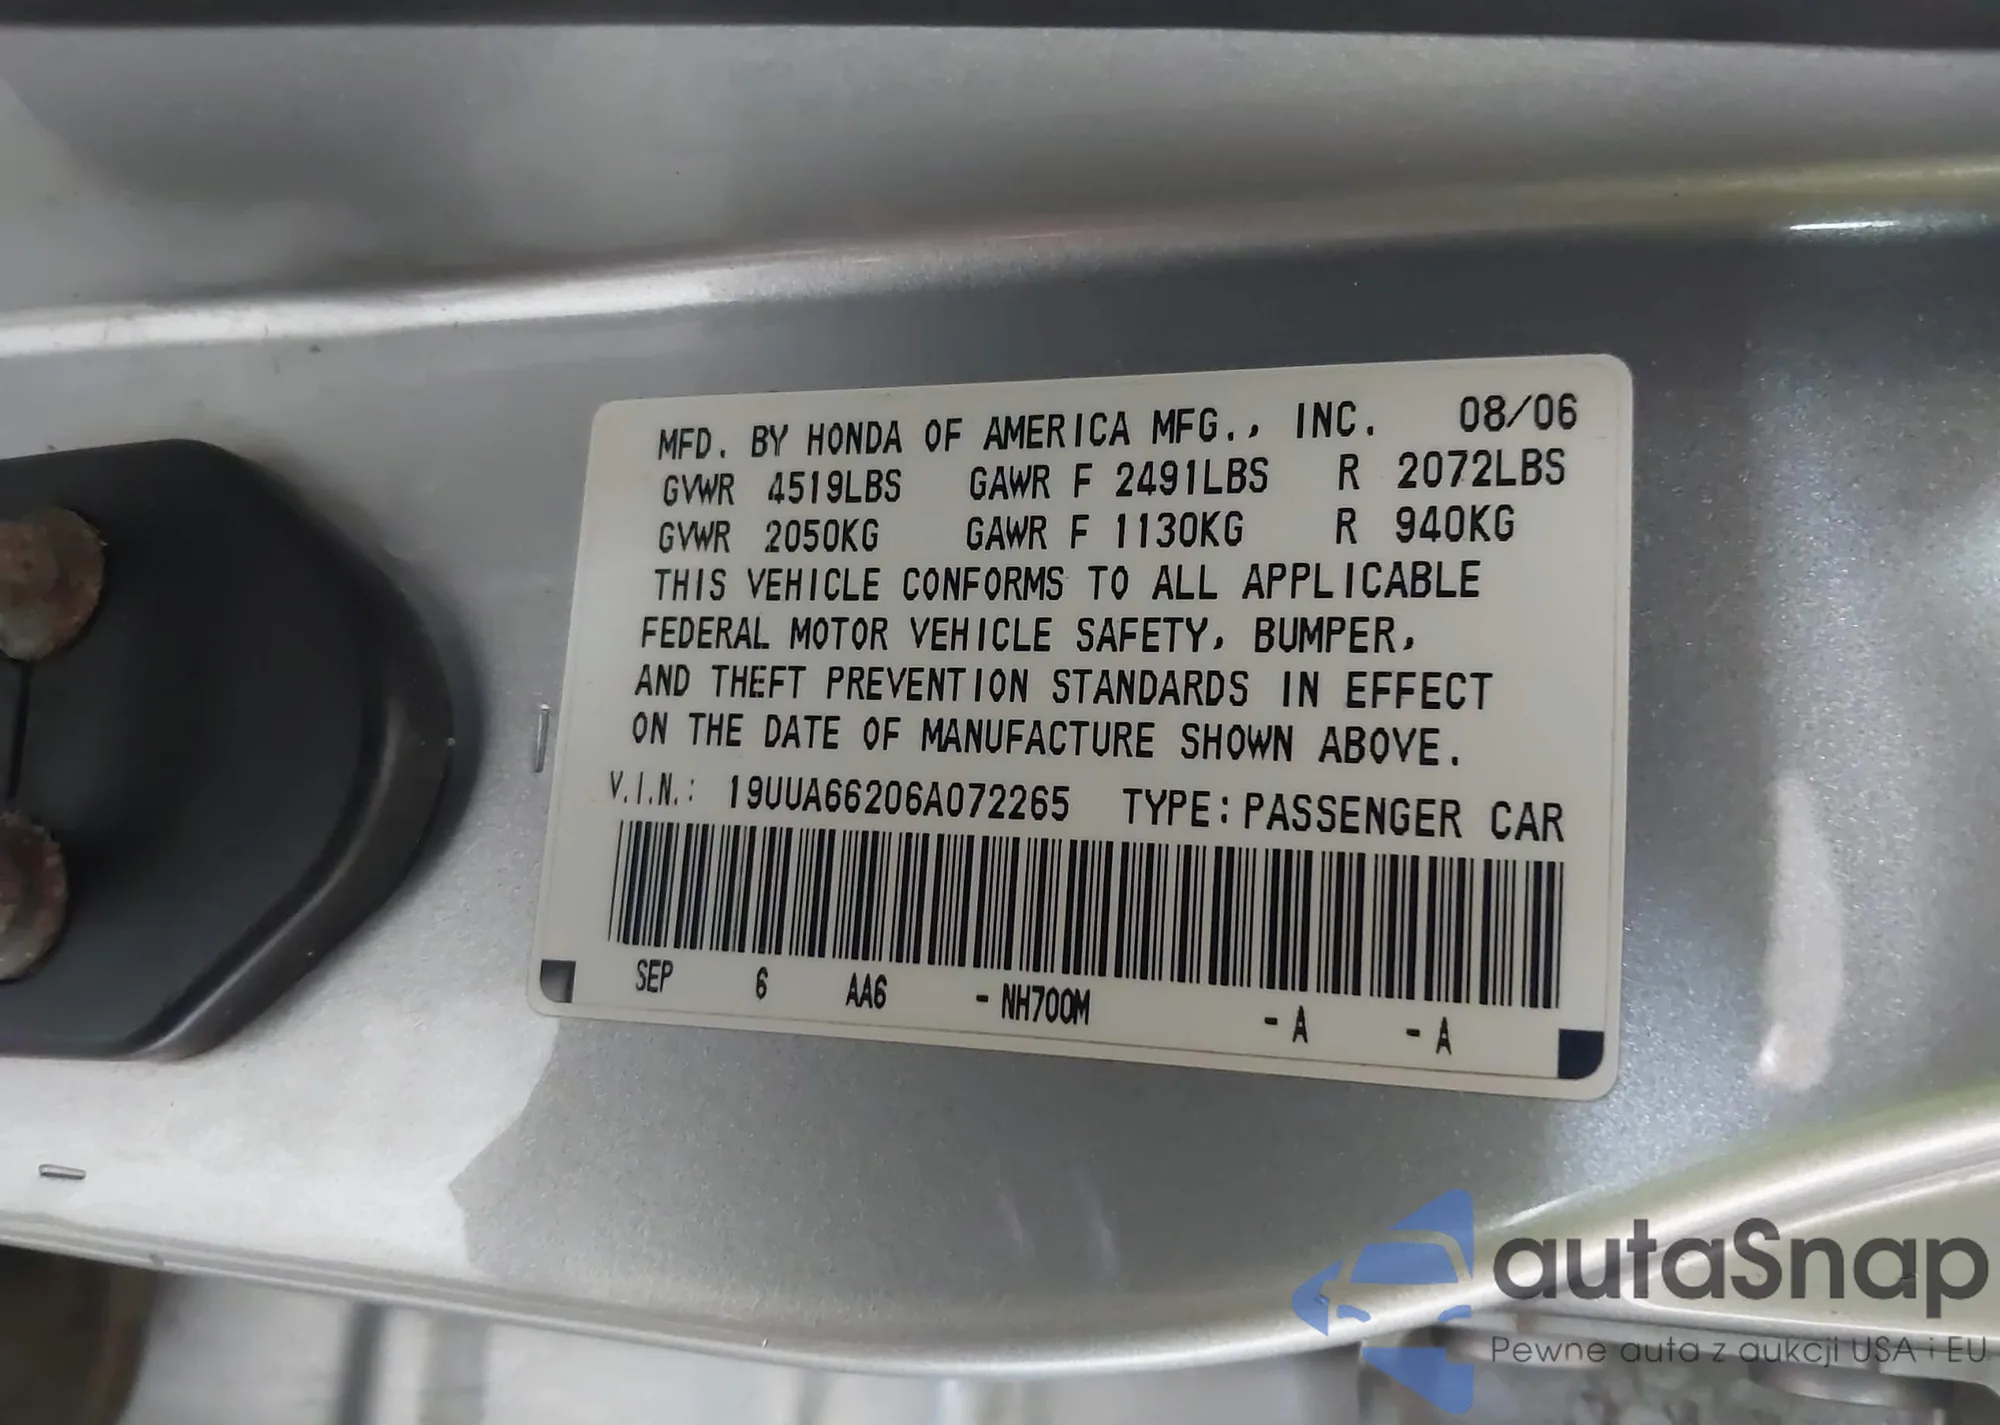 MFD. BY HONDA OF AMERICA MFG., INC. 08/06
GVWR 4519LBS GAWR F 2491LBS R 2072LBS
GVWR 2050KG GAWR F 1130KG R 940KG
THIS VEHICLE CONFORMS TO ALL APPLICABLE
FEDERAL MOTOR VEHICLE SAFETY, BUMPER,
AND THEFT PREVENTION STANDARDS IN EFFECT
ON THE DATE OF MANUFACTURE SHOWN ABOVE.
V.I.N.: 19UUA66206A072265 TYPE: PASSENGER CAR
SEP 6 AA6 - NH700M - A - A
autaSnap
Pewne auta z aukcji USA i EU